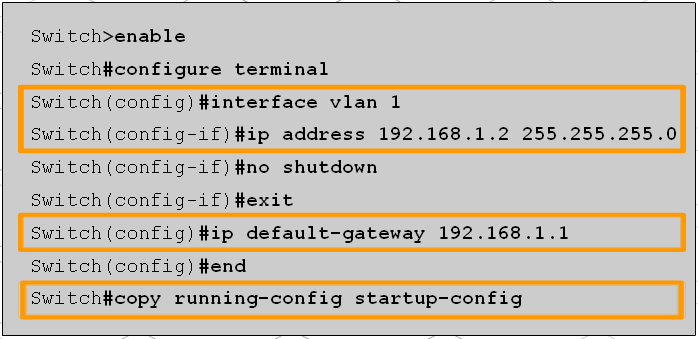 Switch>enable
Switch#configure terminal
Switch(config)#interface vlan 1
Switch(config-if)#ip address 192.168.1.2 255.255.255.0
Switch(config-if)#no shutdown
Switch(config-if)#exit
Switch(config)#ip default-gateway 192.168.1.1
Switch(config)#end
Switch#copy running-config startup-config